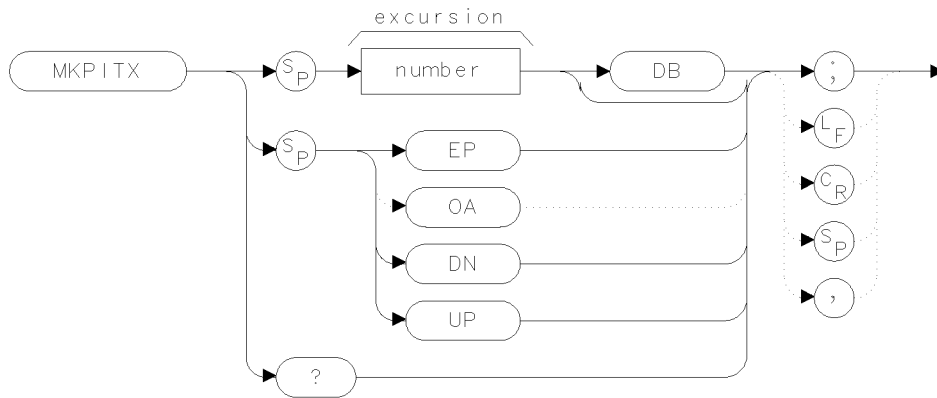 excursion
MKPITX SP number DB ;
LF
SP EP
CR
OA
SP
DN
,
UP
?